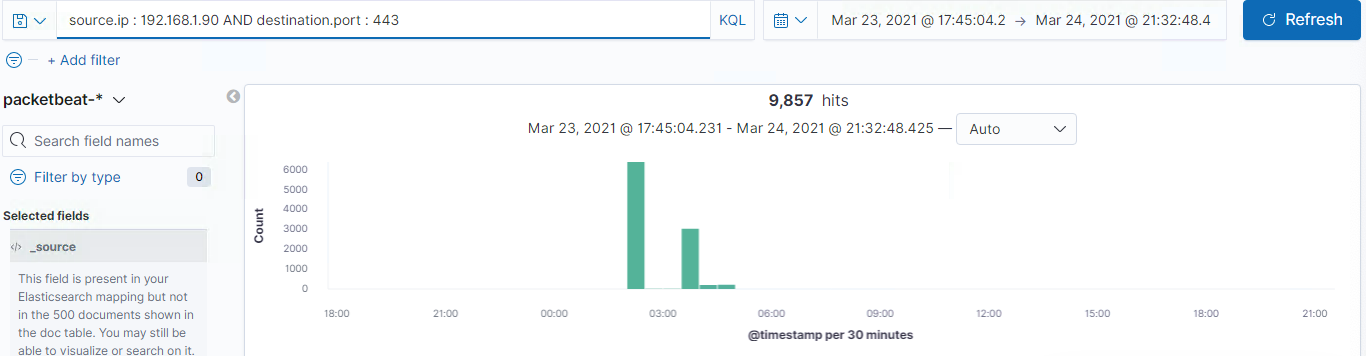 source.ip : 192.168.1.90 AND destination.port : 443 KQL Mar 23, 2021 @ 17:45:04.2 → Mar 24, 2021 @ 21:32:48.4 Refresh
+ Add filter
packetbeat-*
9,857 hits
Mar 23, 2021 @ 17:45:04.231 - Mar 24, 2021 @ 21:32:48.425 — Auto
Search field names
Filter by type 0
Selected fields
</> _source
This field is present in your
Elasticsearch mapping but not
in the 500 documents shown in
the doc table. You may still be
able to visualize or search on it.
Count
6000
5000
4000
3000
2000
1000
0
18:00 21:00 00:00 03:00 06:00 09:00 12:00 15:00 18:00 21:00
@timestamp per 30 minutes